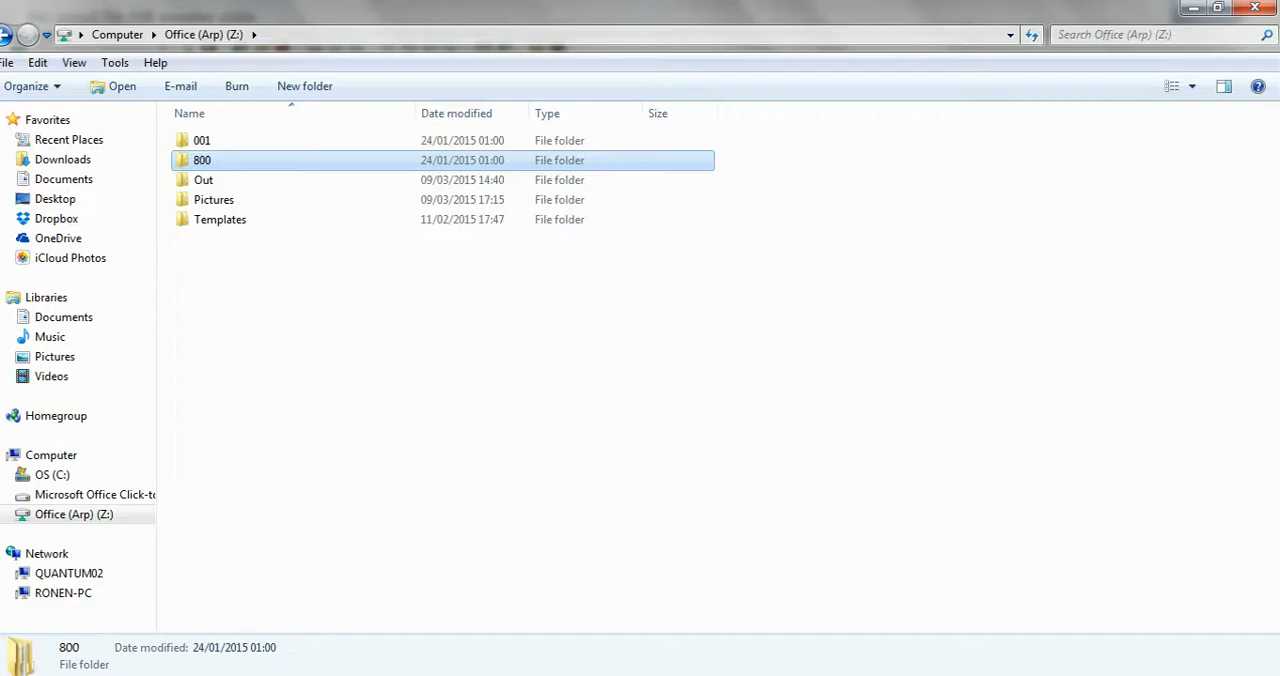 Computer Office (Arp) (Z:) Search Office (Arp) (Z:)
ile Edit View Tools Help
Organize Open E-mail Burn New folder
Name Date modified Type Size
Favorites
Recent Places
Downloads
Documents
Desktop
Dropbox
OneDrive
iCloud Photos
Libraries
Documents
Music
Pictures
Videos
Homegroup
Computer
OS (C:)
Microsoft Office Click-to
Office (Arp) (Z:)
Network
QUANTUM02
RONEN-PC
001 24/01/2015 01:00 File folder
800 24/01/2015 01:00 File folder
Out 09/03/2015 14:40 File folder
Pictures 09/03/2015 17:15 File folder
Templates 11/02/2015 17:47 File folder
800 Date modified: 24/01/2015 01:00
File folder